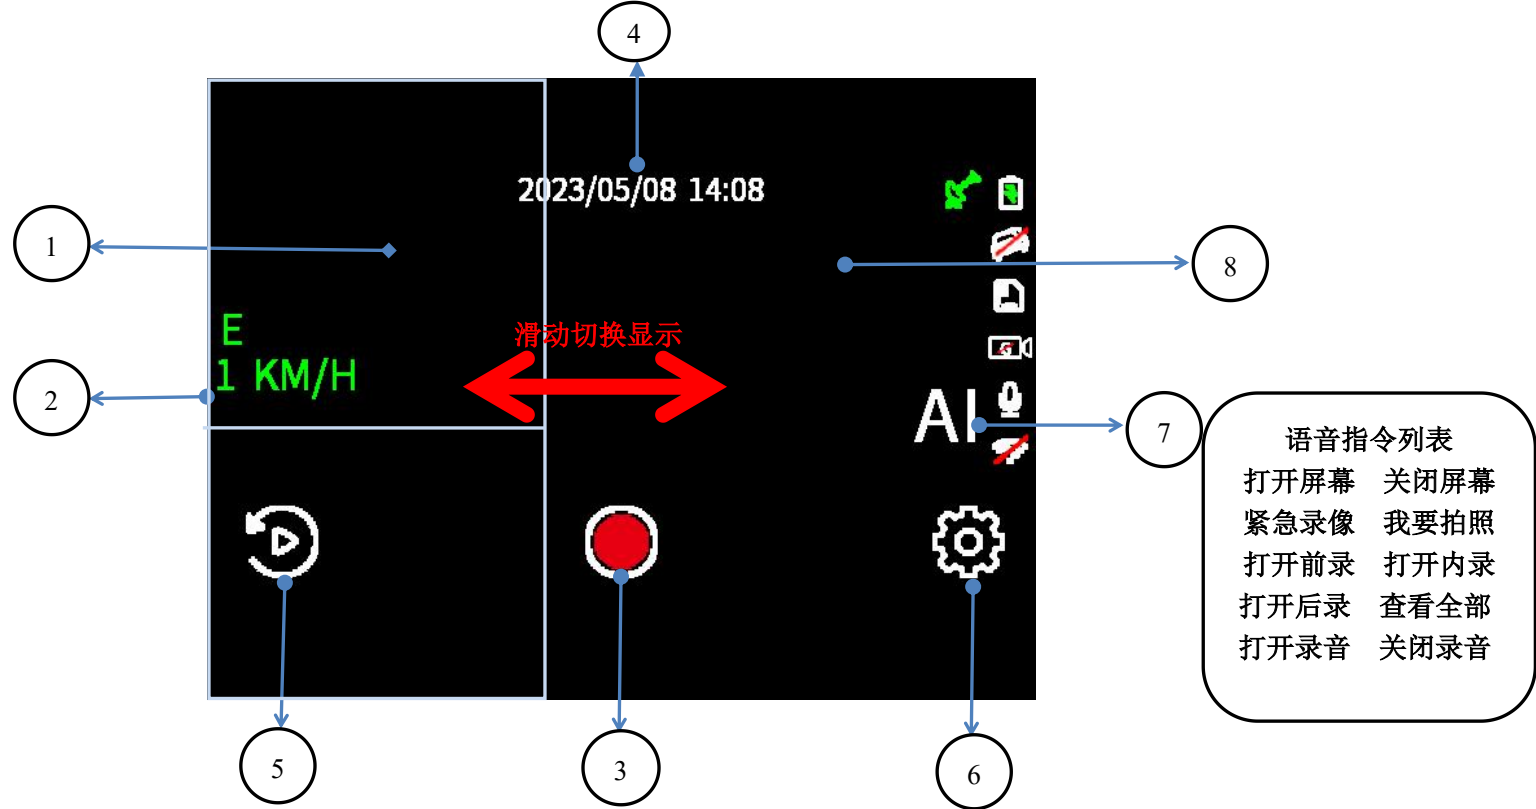 4
2023/05/08 14:08
1
8
E
滑动切换显示
1 KM/H
2
AI
7
语音指令列表
打开屏幕 关闭屏幕
紧急录像 我要拍照
打开前录 打开内录
打开后录 查看全部
打开录音 关闭录音
5
3
6